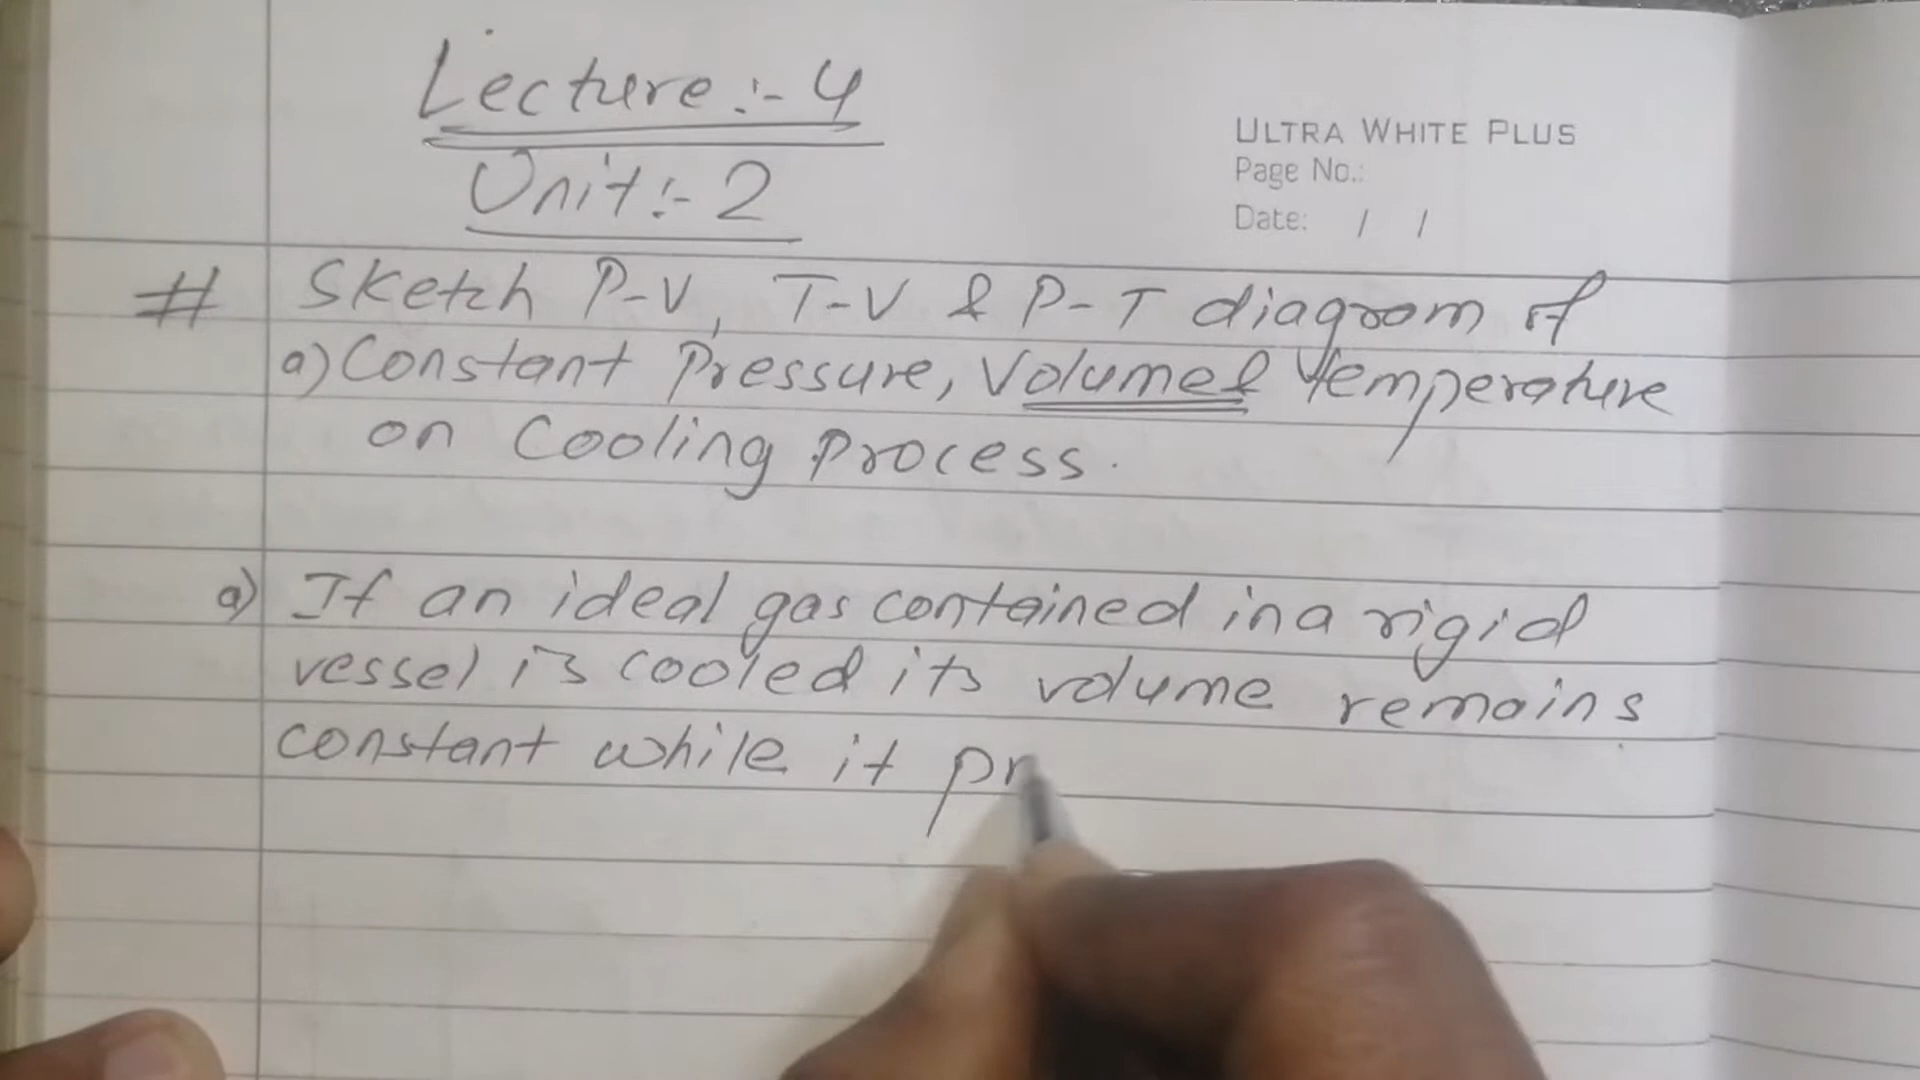 Lecture:- 4
Unit:- 2
ULTRA WHITE PLUS
Page No.:
Date: / /
# Sketch P-V, T-V & P-T diagram of
a) Constant Pressure, Volume & temperature
on Cooling process.
a) If an ideal gas contained in a rigid
vessel is cooled its volume remains
constant while it pr